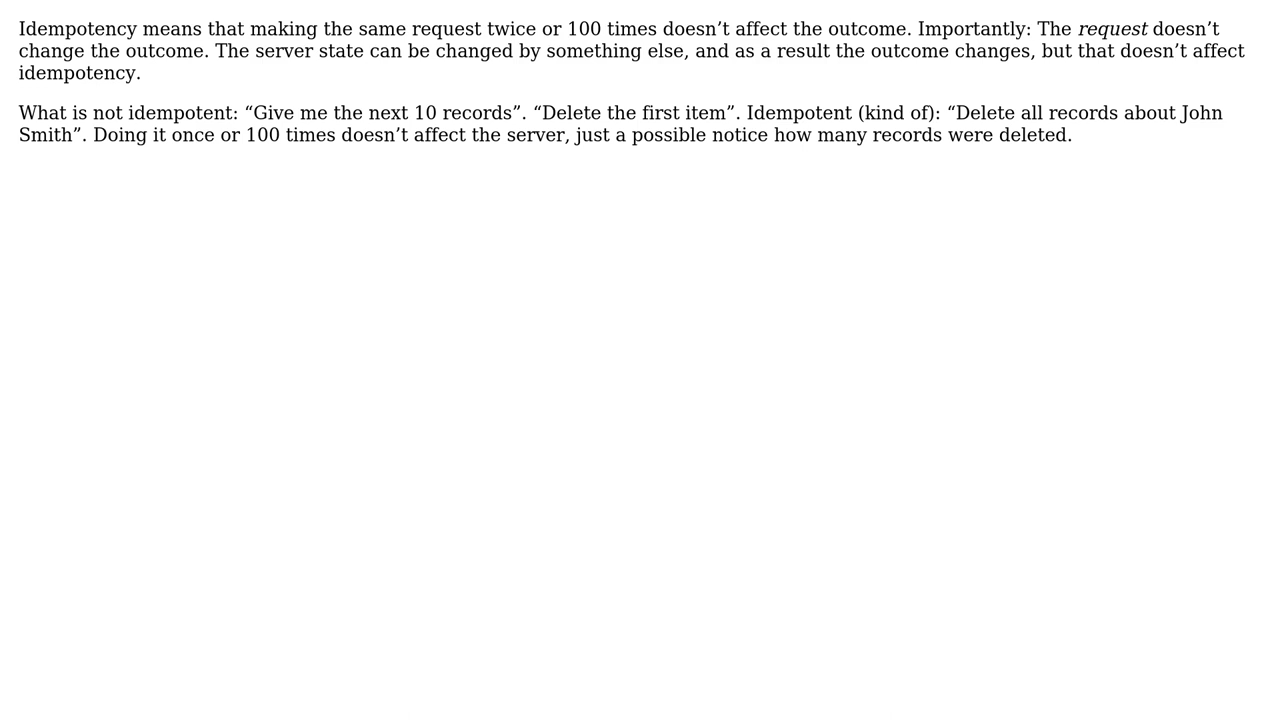 Idempotency means that making the same request twice or 100 times doesn’t affect the outcome. Importantly: The request doesn’t
change the outcome. The server state can be changed by something else, and as a result the outcome changes, but that doesn’t affect
idempotency.
What is not idempotent: “Give me the next 10 records”. “Delete the first item”. Idempotent (kind of): “Delete all records about John
Smith”. Doing it once or 100 times doesn’t affect the server, just a possible notice how many records were deleted.